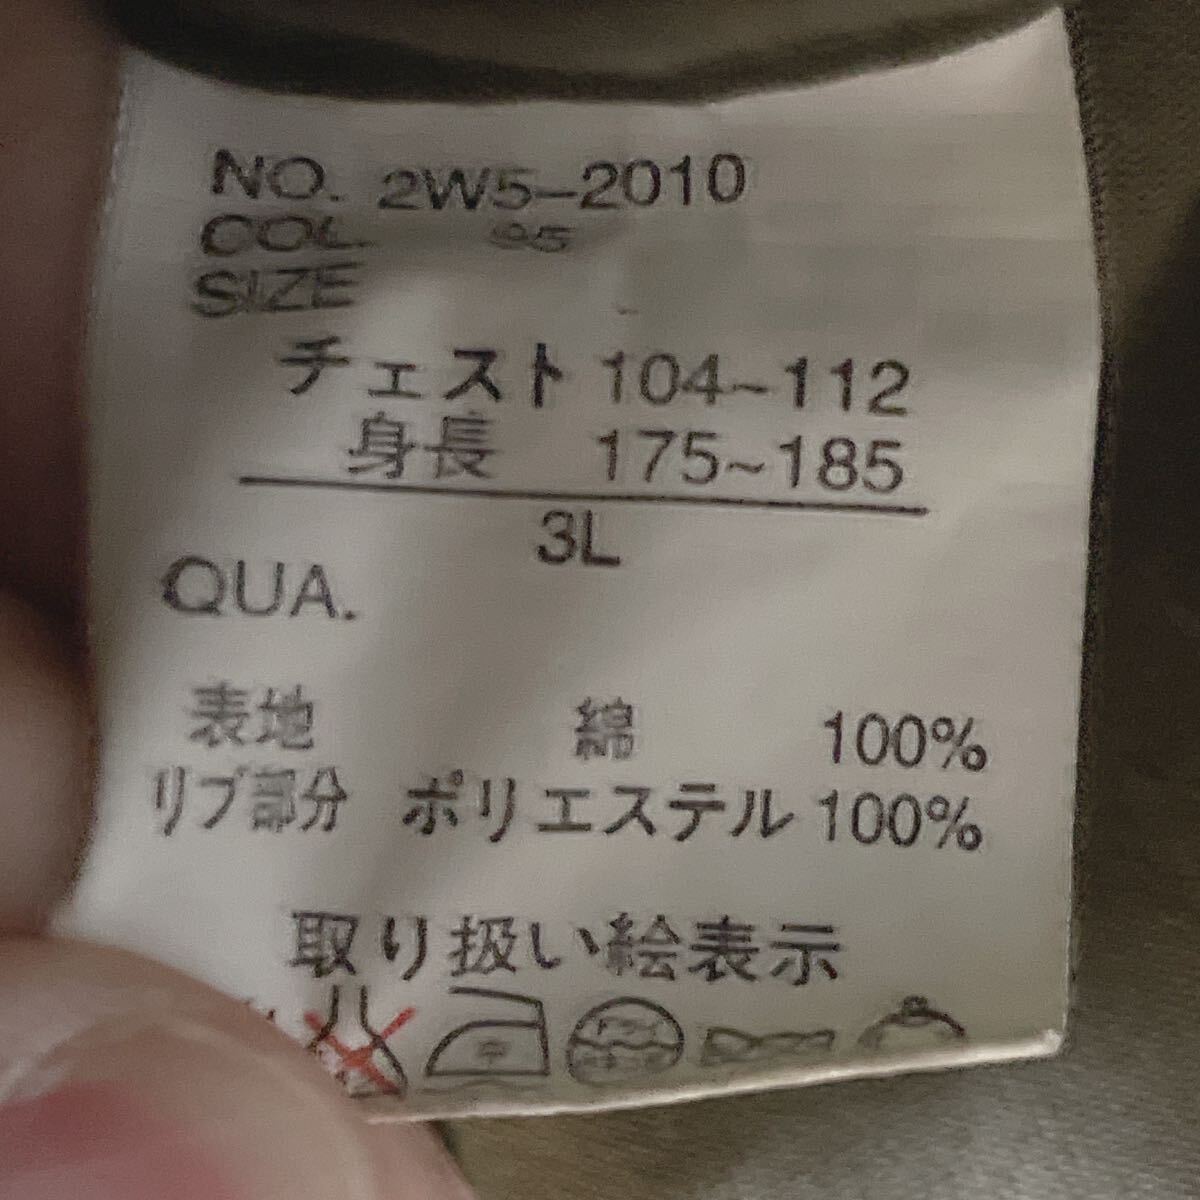 NO. 2W5-2010
COL. 95
SIZE
チェスト 104~112
身長 175~185
3L
QUA.
表地 綿 100%
リブ部分 ポリエステル 100%
取り扱い絵表示
中